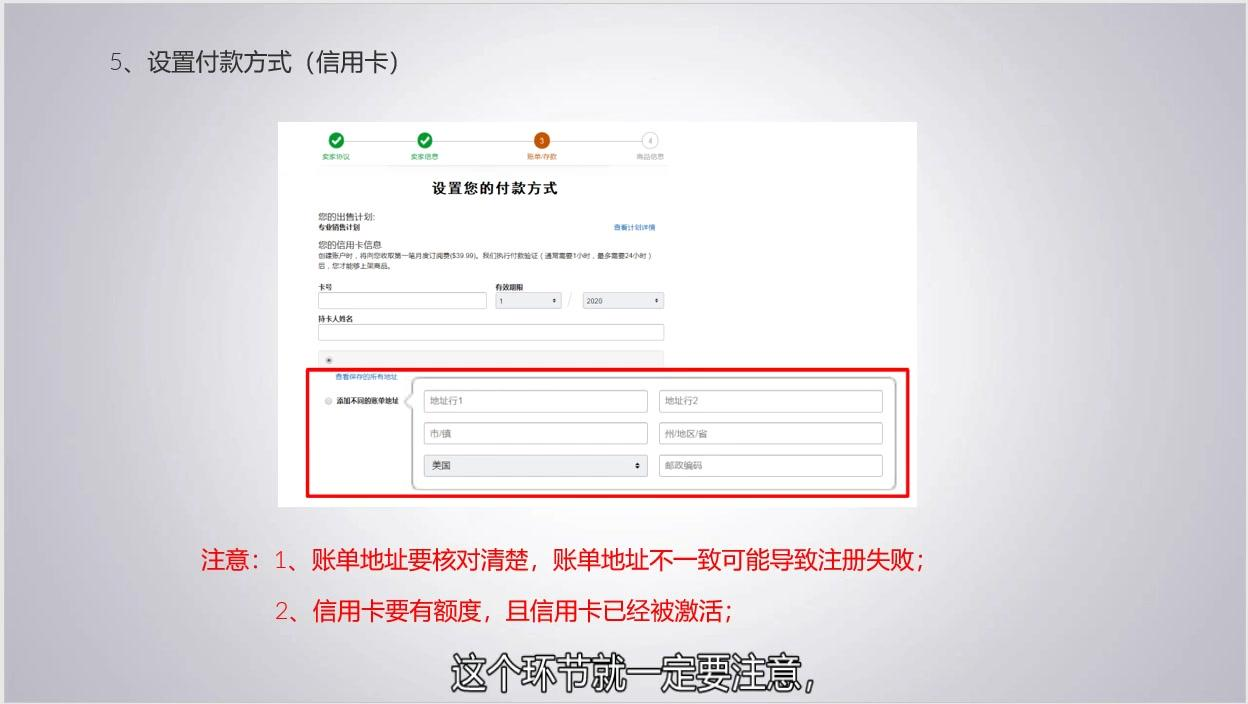 5、设置付款方式（信用卡）
3
4
卖家协议
卖家信息
账单/存款
商品信息
设置您的付款方式
您的出售计划:
专业销售计划
查看计划详情
您的信用卡信息
创建账户时，将向您收取第一笔月度订阅费($39.99)。我们执行付款验证（通常需要1小时，最多需要24小时）
后，您才能够上架商品。
卡号
有效期限
1
/
2020
持卡人姓名
查看保存的所有地址
添加不同的账单地址
地址行1
地址行2
市/镇
州/地区/省
美国
邮政编码
注意：1、账单地址要核对清楚，账单地址不一致可能导致注册失败；
2、信用卡要有额度，且信用卡已经被激活；
这个环节就一定要注意，